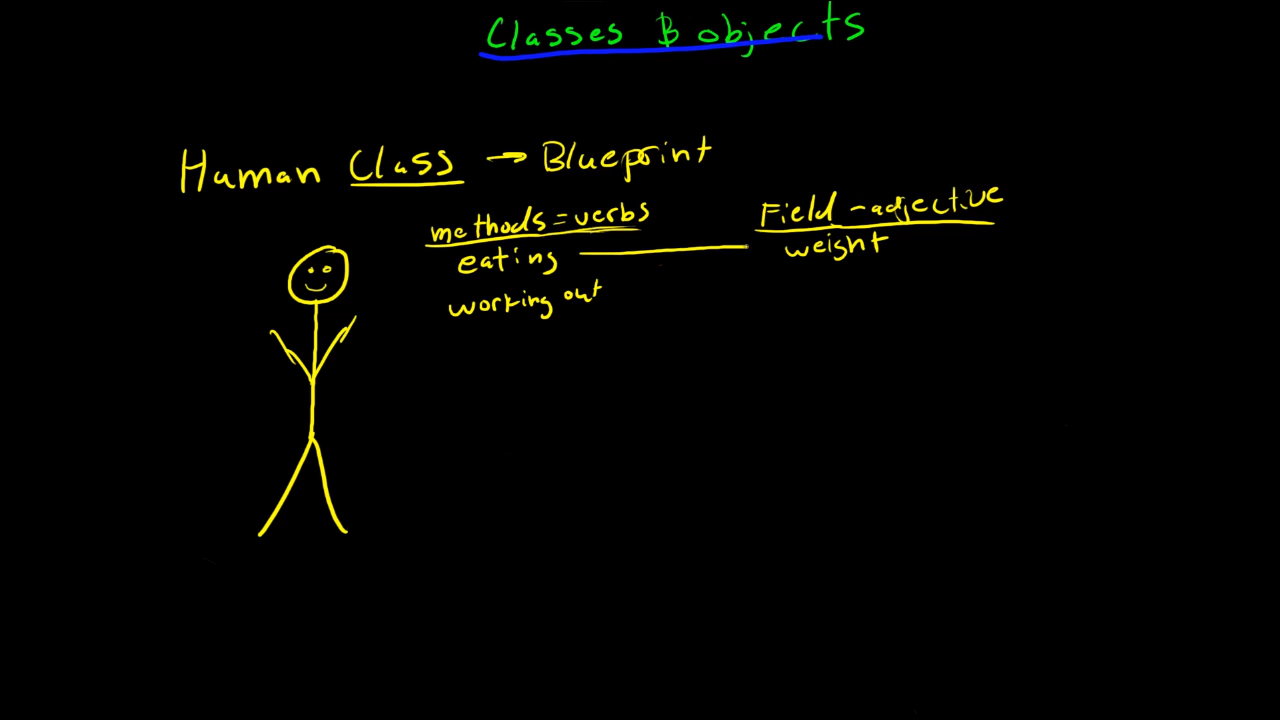 Classes & objects
Human Class → Blueprint
methods = verbs
eating
working out
Field - adjective
weight